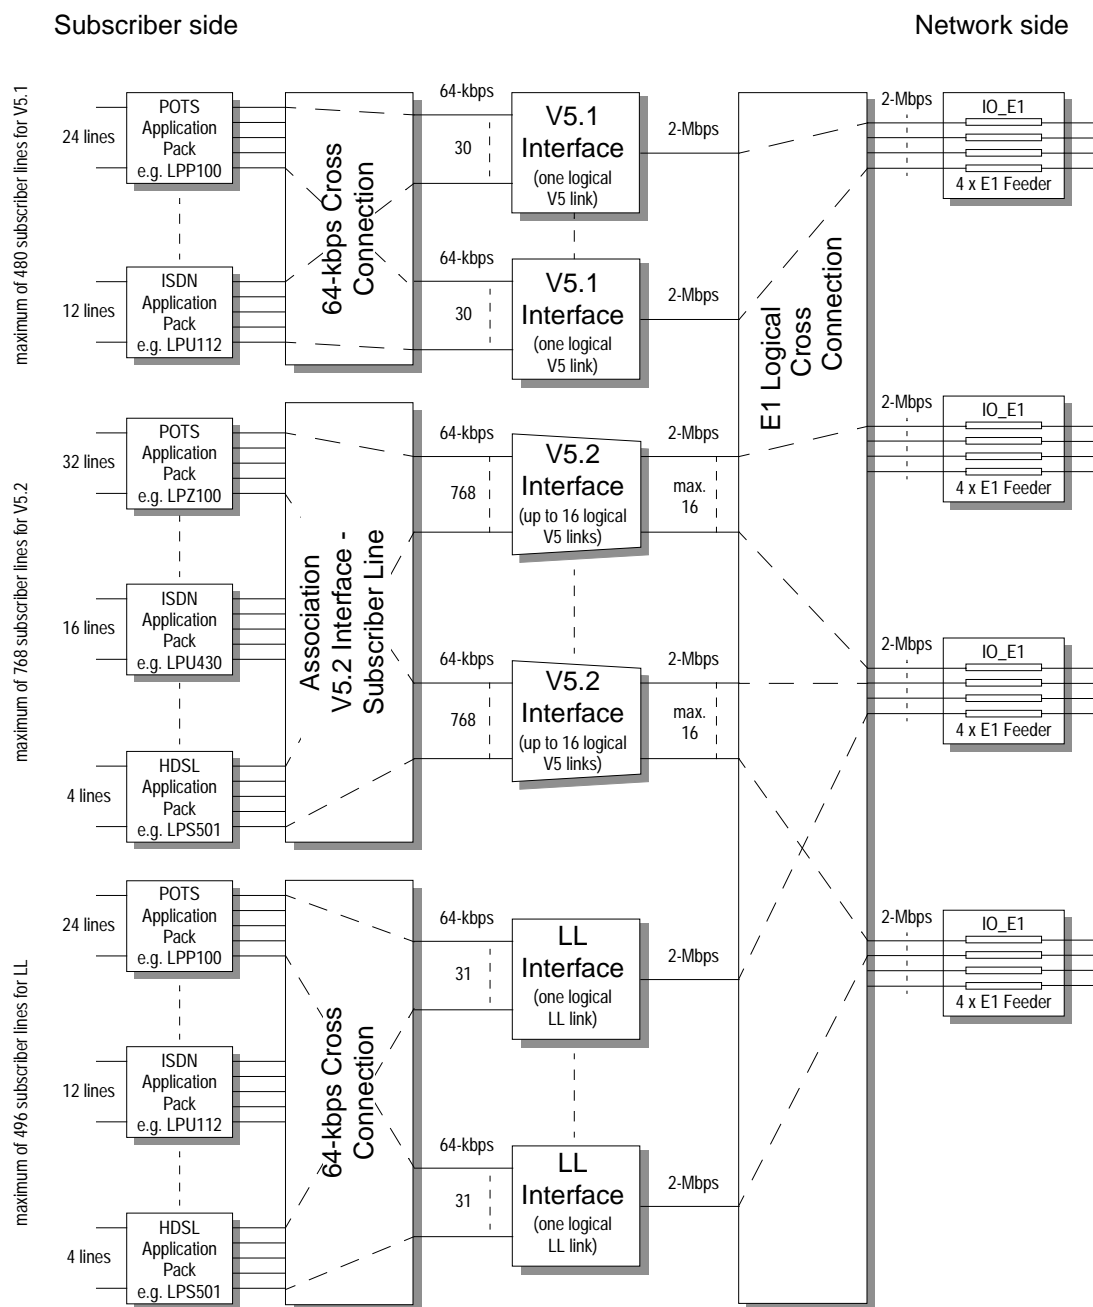 Subscriber side
Network side
maximum of 480 subscriber lines for V5.1
24 lines
POTS
Application
Pack
e.g. LPP100
12 lines
ISDN
Application
Pack
e.g. LPU112
64-kbps Cross
Connection
64-kbps
30
V5.1
Interface
(one logical
V5 link)
2-Mbps
64-kbps
30
V5.1
Interface
(one logical
V5 link)
2-Mbps
E1 Logical
Cross
Connection
2-Mbps
IO_E1
4 x E1 Feeder
maximum of 768 subscriber lines for V5.2
32 lines
POTS
Application
Pack
e.g. LPZ100
16 lines
ISDN
Application
Pack
e.g. LPU430
4 lines
HDSL
Application
Pack
e.g. LPS501
Association
V5.2 Interface -
Subscriber Line
64-kbps
768
V5.2
Interface
(up to 16 logical
V5 links)
2-Mbps
max.
16
64-kbps
768
V5.2
Interface
(up to 16 logical
V5 links)
2-Mbps
max.
16
2-Mbps
IO_E1
4 x E1 Feeder
2-Mbps
IO_E1
4 x E1 Feeder
maximum of 496 subscriber lines for LL
24 lines
POTS
Application
Pack
e.g. LPP100
12 lines
ISDN
Application
Pack
e.g. LPU112
4 lines
HDSL
Application
Pack
e.g. LPS501
64-kbps Cross
Connection
64-kbps
31
LL
Interface
(one logical
LL link)
2-Mbps
64-kbps
31
LL
Interface
(one logical
LL link)
2-Mbps
2-Mbps
IO_E1
4 x E1 Feeder